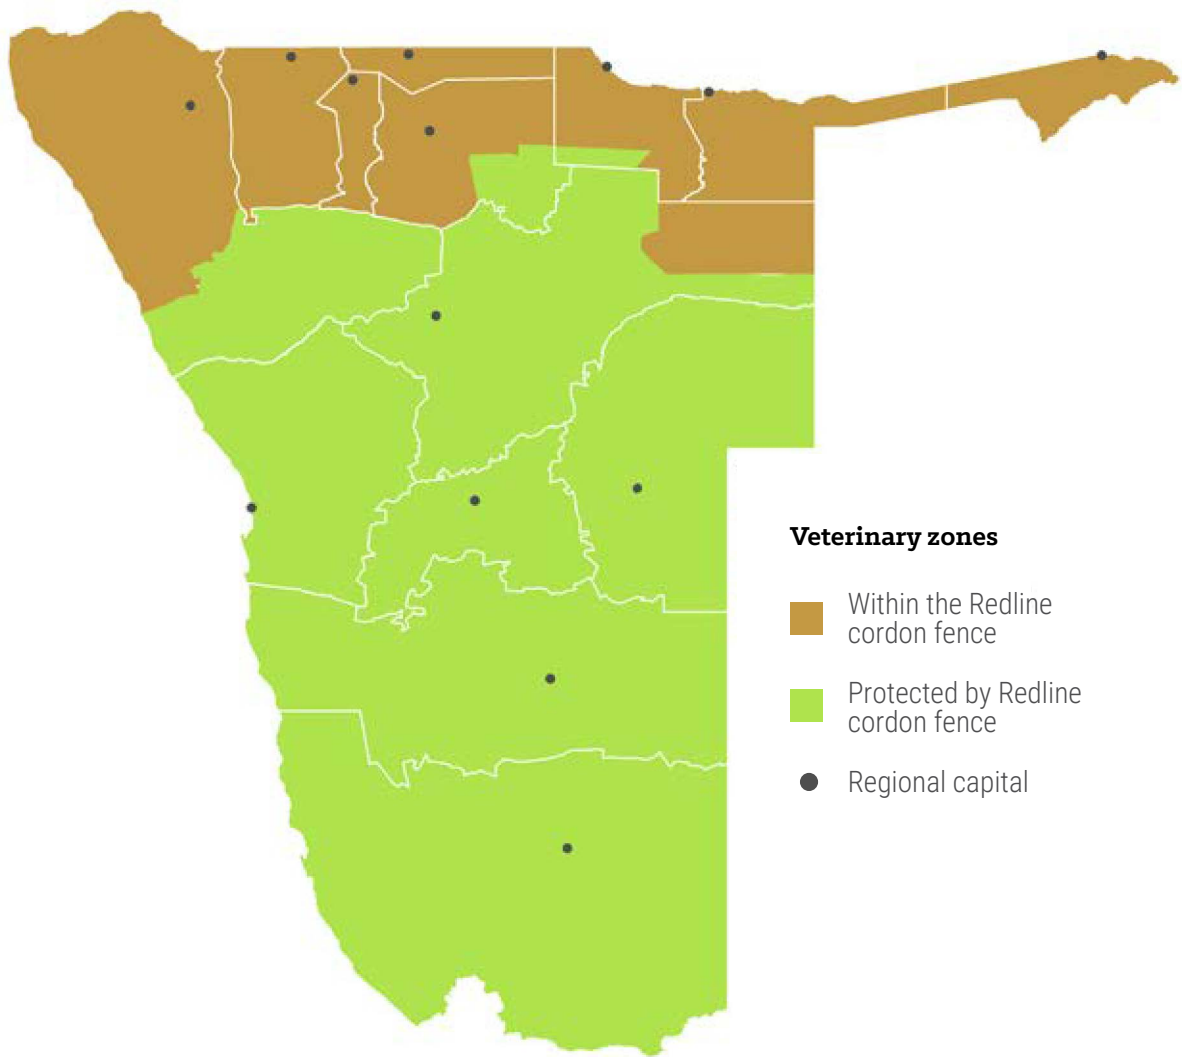 Veterinary zones
Within the Redline
cordon fence
Protected by Redline
cordon fence
Regional capital